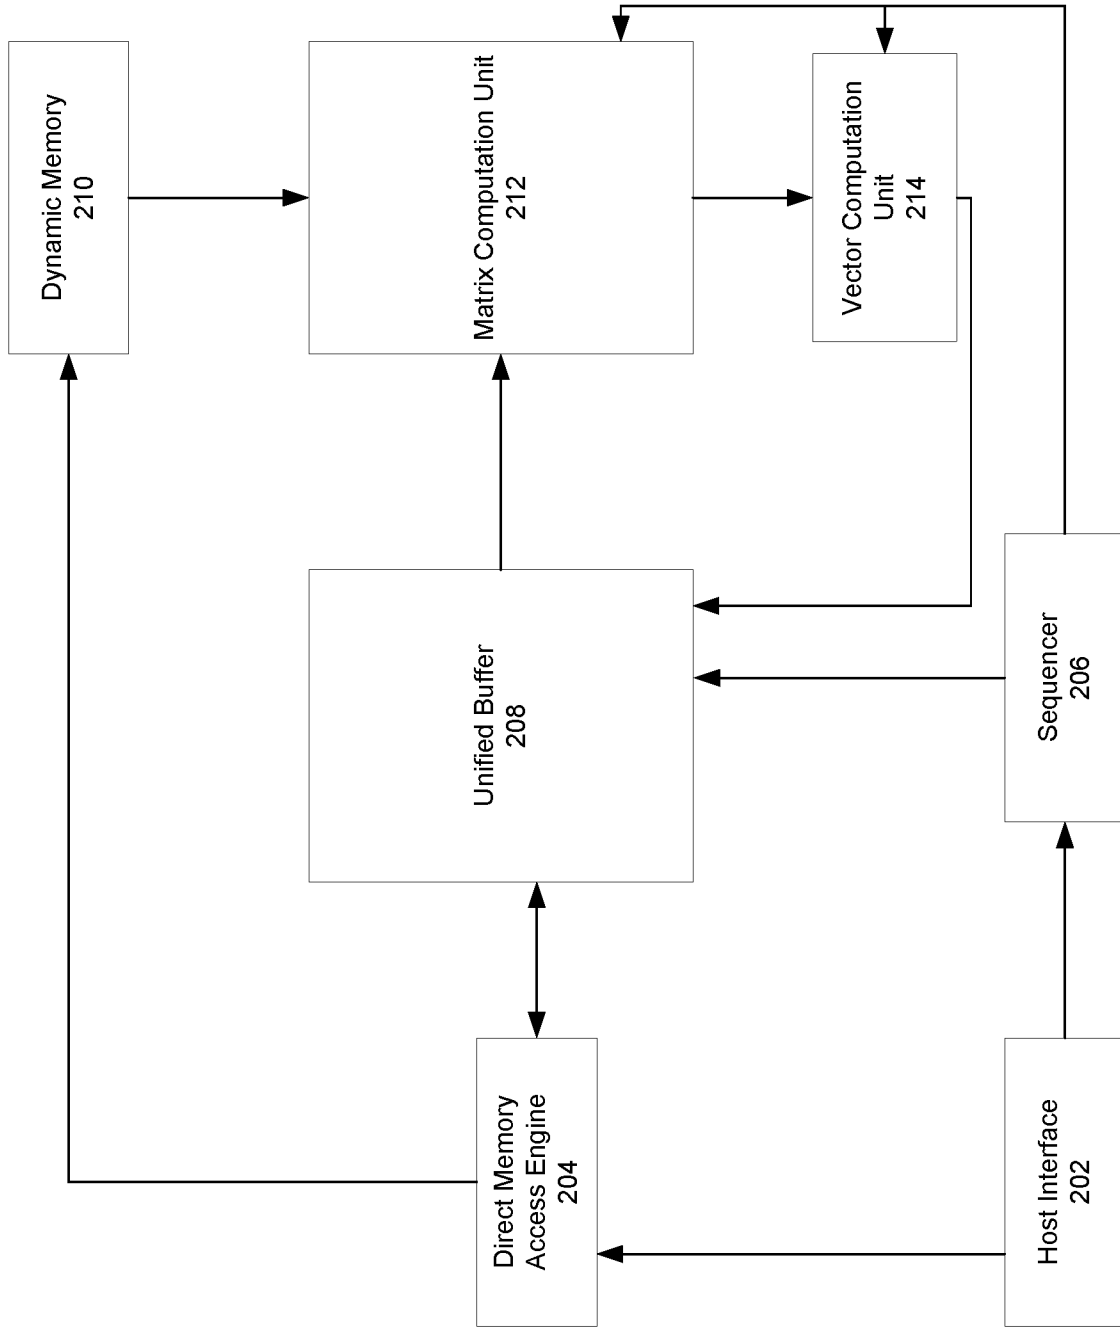 Host Interface
202
Direct Memory
Access Engine
204
Sequencer
206
Unified Buffer
208
Dynamic Memory
210
Matrix Computation Unit
212
Vector Computation
Unit
214